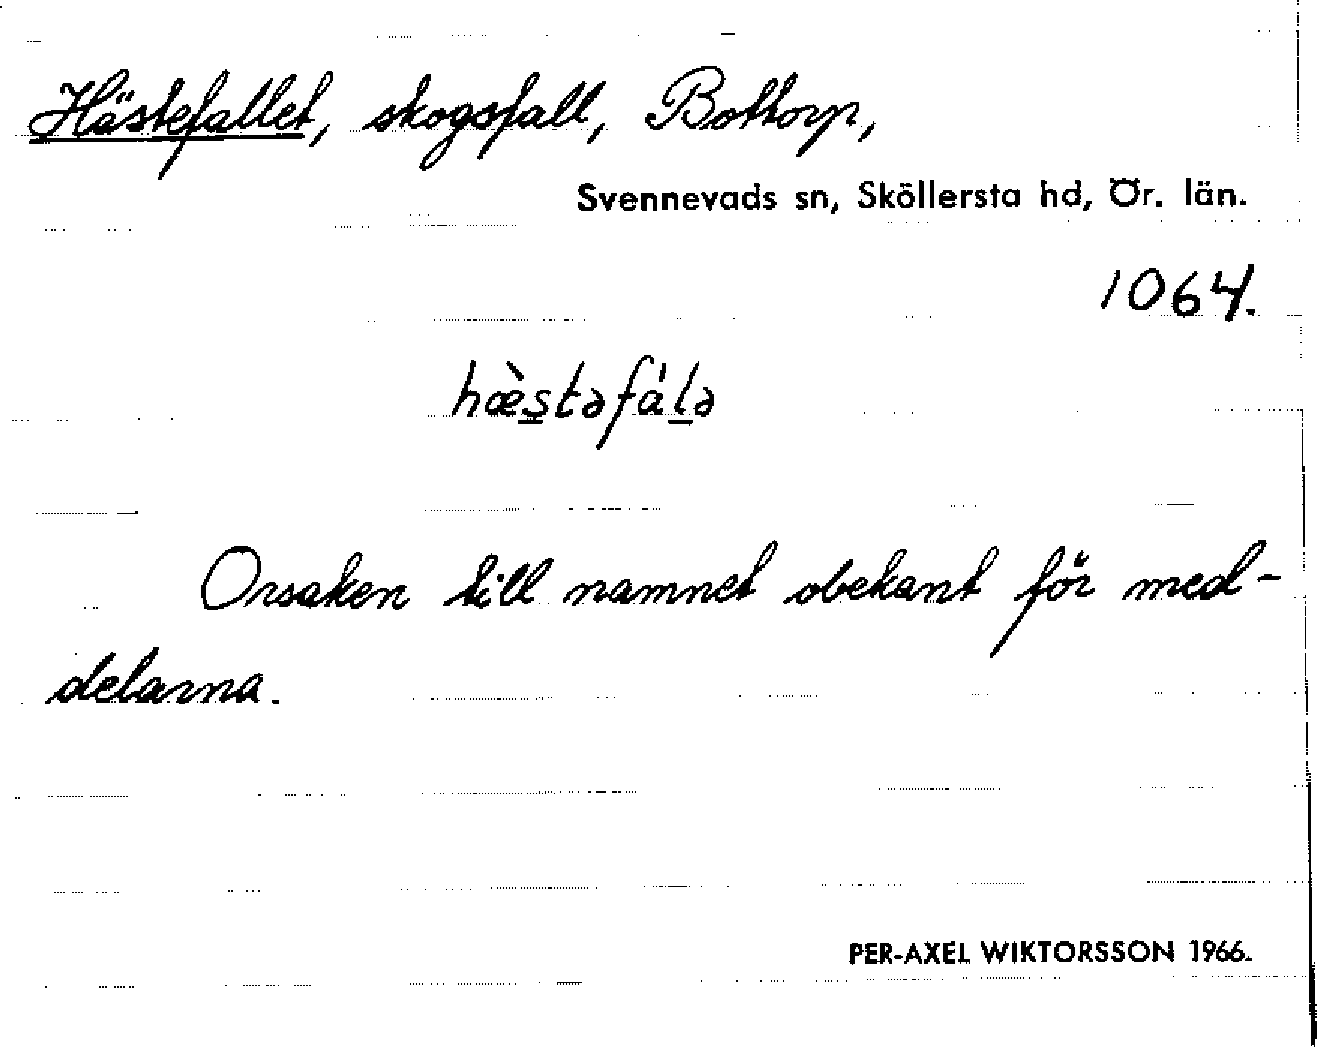 Hästefallet, skogsfall, Bottorp,
Svennevads sn, Sköllersta hd, Ör. län.
1064.
hæ̀s̲təfál̲ə
Orsaken till namnet obekant för med-
delarna.
PER-AXEL WIKTORSSON 1966.